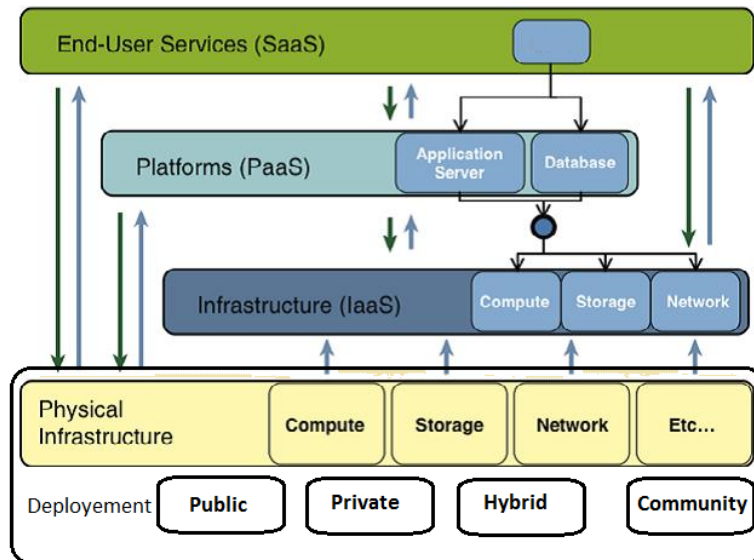 End-User Services (SaaS)
Platforms (PaaS)
Application
Server
Database
Infrastructure (IaaS)
Compute
Storage
Network
Physical
Infrastructure
Compute
Storage
Network
Etc...
Deployement
Public
Private
Hybrid
Community